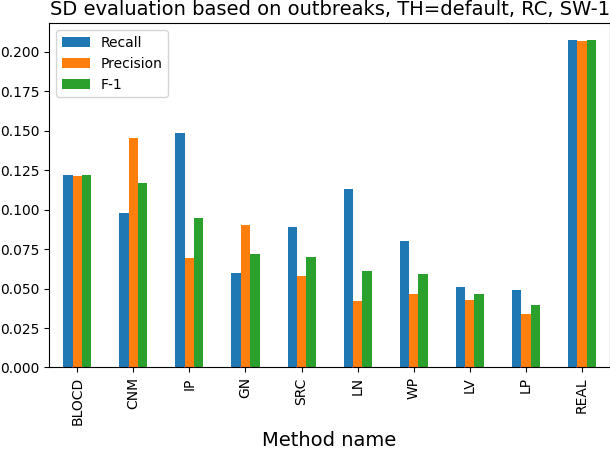 SD evaluation based on outbreaks, TH=default, RC, SW-1
Recall
Precision
F-1
0.200
0.175
0.150
0.125
0.100
0.075
0.050
0.025
0.000
BLOCD
CNM
IP
GN
SRC
LN
WP
LV
LP
REAL
Method name